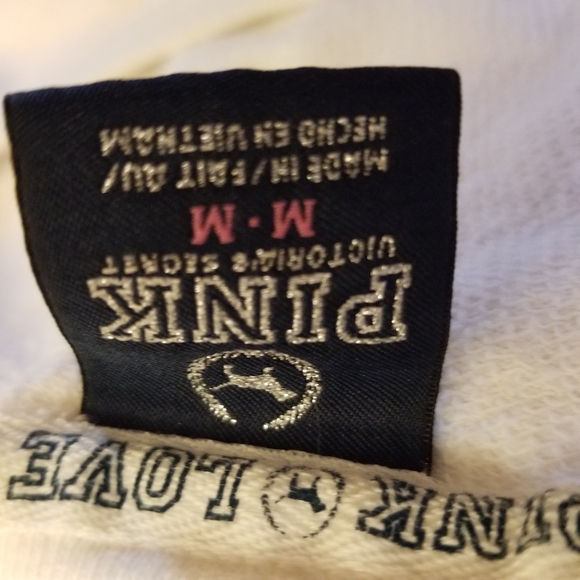 PINK
VICTORIA'S SECRET
M · M
MADE IN/FAIT AU/
HECHO EN VIETNAM
PINK LOVE